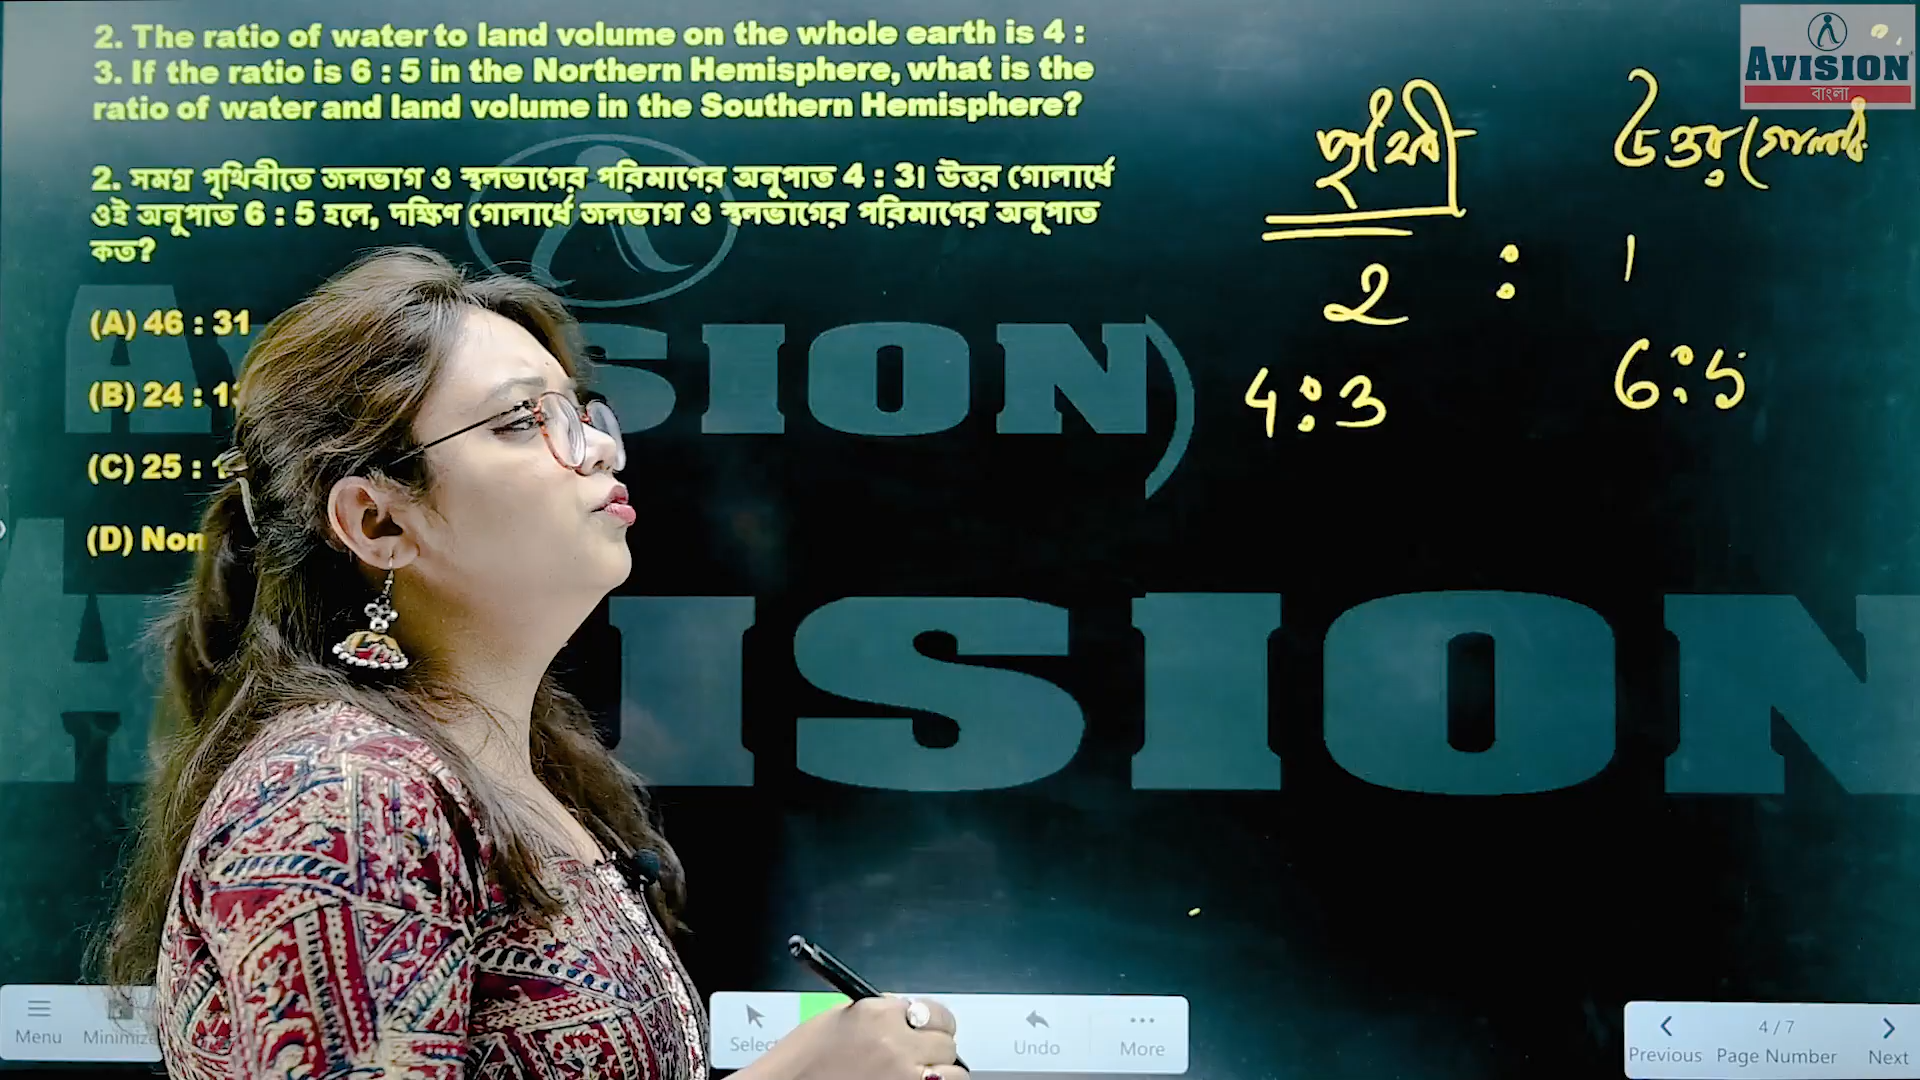 2. The ratio of water to land volume on the whole earth is 4 :
3. If the ratio is 6 : 5 in the Northern Hemisphere, what is the
ratio of water and land volume in the Southern Hemisphere?
2. সমগ্র পৃথিবীতে জলভাগ ও স্থলভাগের পরিমাণের অনুপাত 4 : 3। উত্তর গোলার্ধে
ওই অনুপাত 6 : 5 হলে, দক্ষিণ গোলার্ধে জলভাগ ও স্থলভাগের পরিমাণের অনুপাত
কত?
(A) 46 : 31
(B) 24 : 1
(C) 25 :
(D) Non
পৃথিবী
উত্তর গোলার্ধ
2 : 1
4:3
6:5
AVISION
বাংলা
SION)
ISION
Menu
Minimize
Select
Undo
More
Previous
4 / 7
Page Number
Next